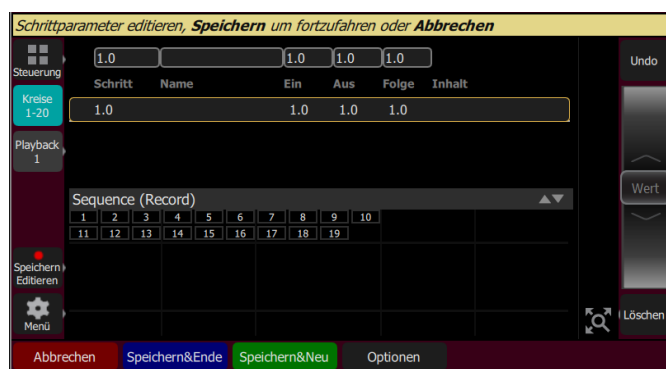 Schrittparameter editieren, Speichern um fortzufahren oder Abbrechen
Steuerung
1.0 1.0 1.0 1.0
Undo
Schritt Name Ein Aus Folge Inhalt
Kreise
1-20
1.0 1.0 1.0 1.0
Playback
1
Wert
Sequence (Record)
1 2 3 4 5 6 7 8 9 10
11 12 13 14 15 16 17 18 19
Speichern
Editieren
Menü
Löschen
Abbrechen Speichern&Ende Speichern&Neu Optionen